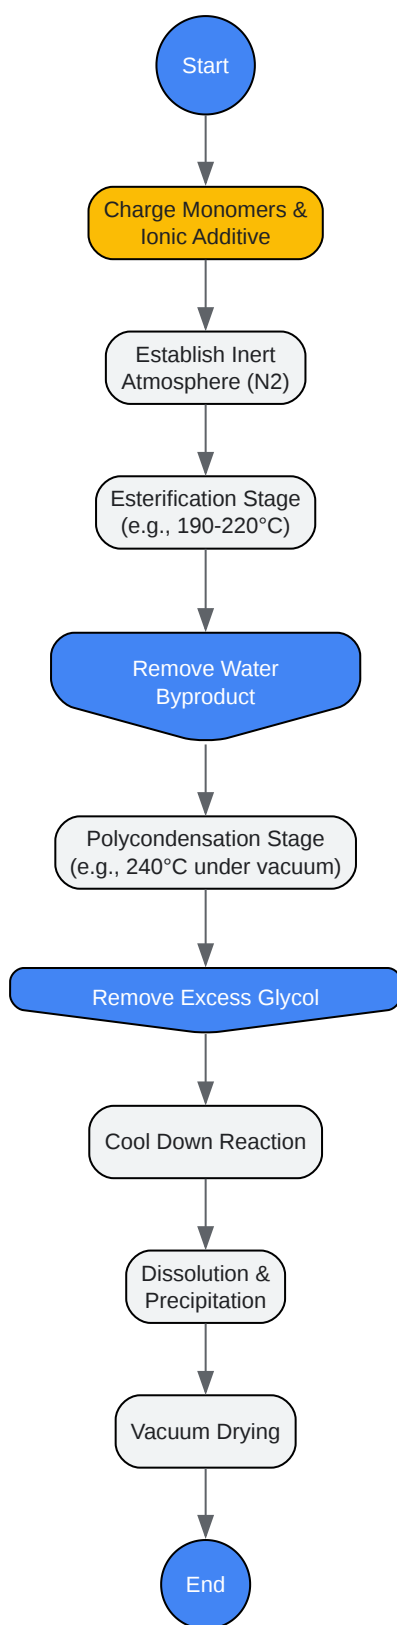 Start
Charge Monomers &
Ionic Additive
Establish Inert
Atmosphere (N2)
Esterification Stage
(e.g., 190-220°C)
Remove Water
Byproduct
Polycondensation Stage
(e.g., 240°C under vacuum)
Remove Excess Glycol
Cool Down Reaction
Dissolution &
Precipitation
Vacuum Drying
End